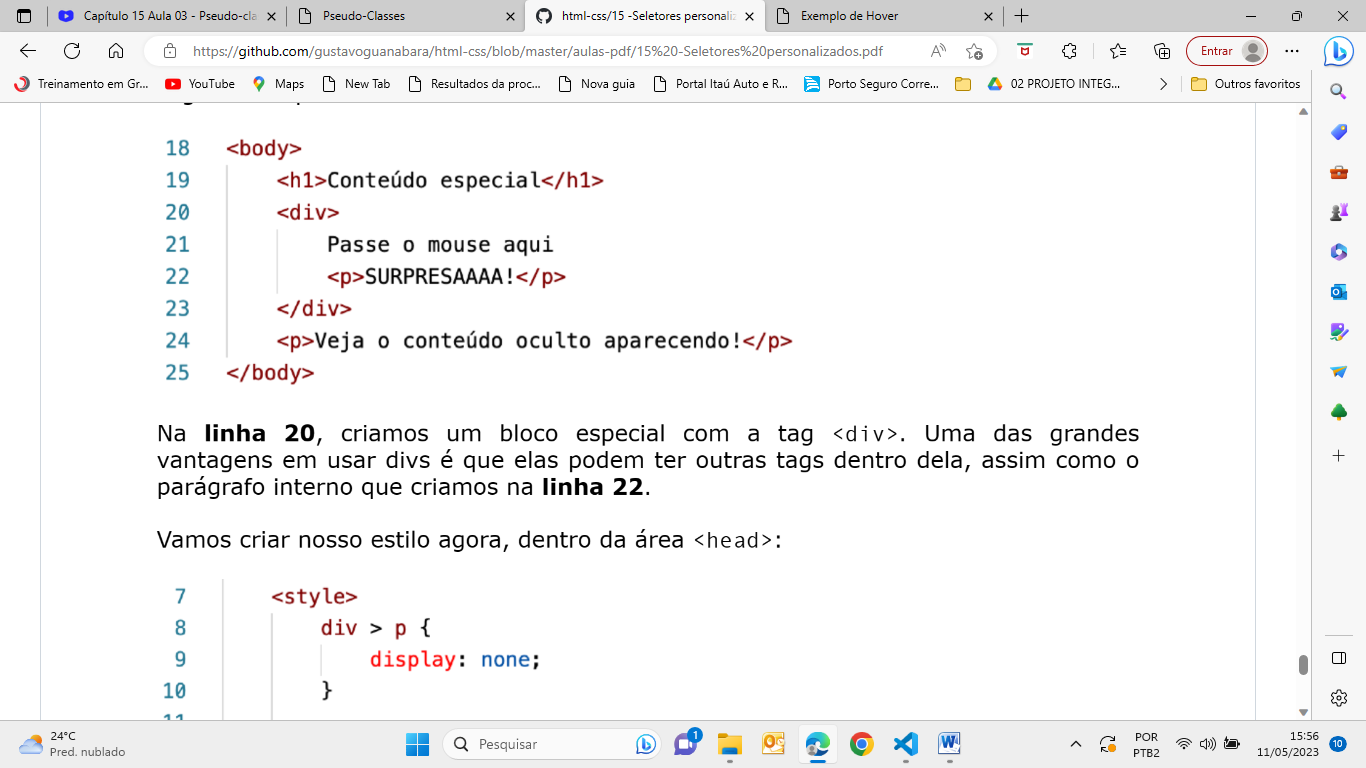 Capítulo 15 Aula 03 - Pseudo-cla
Pseudo-Classes
html-css/15 -Seletores personaliz
Exemplo de Hover
https://github.com/gustavoguanabara/html-css/blob/master/aulas-pdf/15%20-Seletores%20personalizados.pdf
Entrar
Treinamento em Gr...
YouTube
Maps
New Tab
Resultados da proc...
Nova guia
Portal Itaú Auto e R...
Porto Seguro Corre...
02 PROJETO INTEG...
Outros favoritos
18 <body>
19 <h1>Conteúdo especial</h1>
20 <div>
21 Passe o mouse aqui
22 <p>SURPRESAAAA!</p>
23 </div>
24 <p>Veja o conteúdo oculto aparecendo!</p>
25 </body>
Na linha 20, criamos um bloco especial com a tag <div>. Uma das grandes
vantagens em usar divs é que elas podem ter outras tags dentro dela, assim como o
parágrafo interno que criamos na linha 22.
Vamos criar nosso estilo agora, dentro da área <head>:
7 <style>
8 div > p {
9 display: none;
10 }
24°C
Pred. nublado
Pesquisar
1
POR
PTB2
15:56
11/05/2023
10